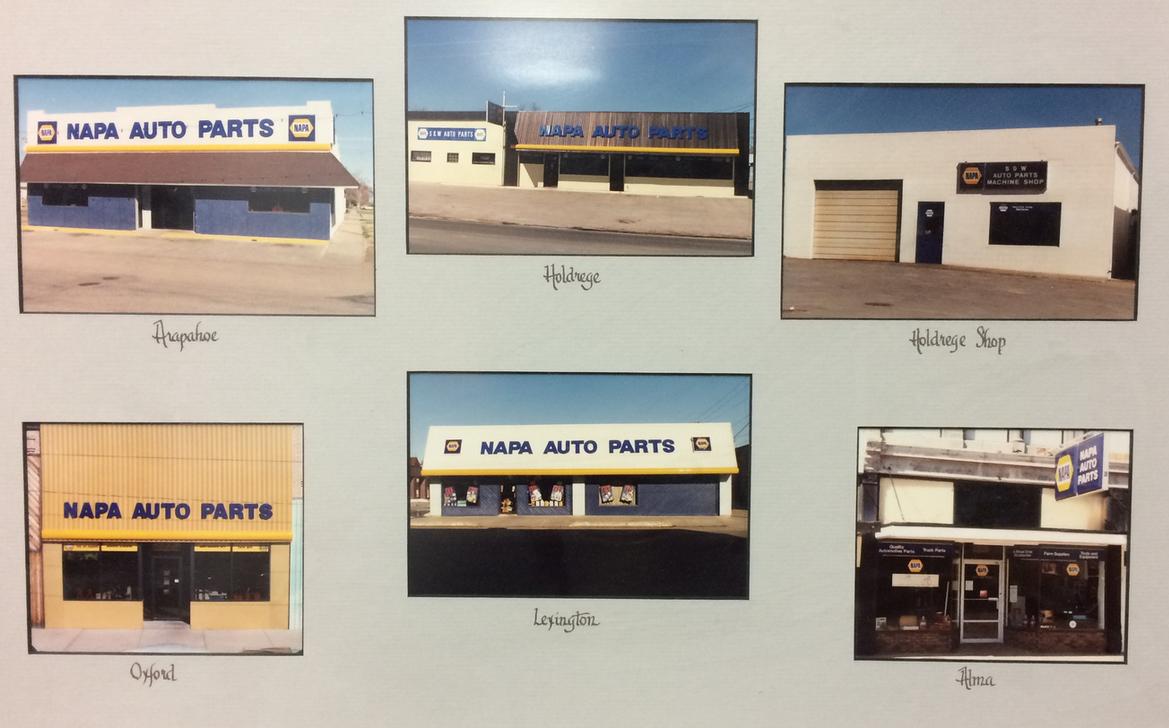 NAPA AUTO PARTS
NAPA
NAPA
Arapahoe
S & W AUTO PARTS
NAPA AUTO PARTS
Holdrege
NAPA
S & W
AUTO PARTS
MACHINE SHOP
Holdrege Shop
NAPA AUTO PARTS
Oxford
NAPA
NAPA AUTO PARTS
NAPA
Lexington
NAPA
NAPA
AUTO
PARTS
Quality
Automotive Parts
Truck Parts
Farm Supplies
Tools and
Equipment
NAPA
NAPA
NAPA
Alma